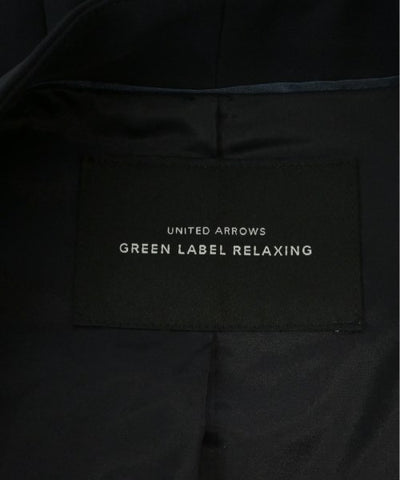 UNITED ARROWS
GREEN LABEL RELAXING